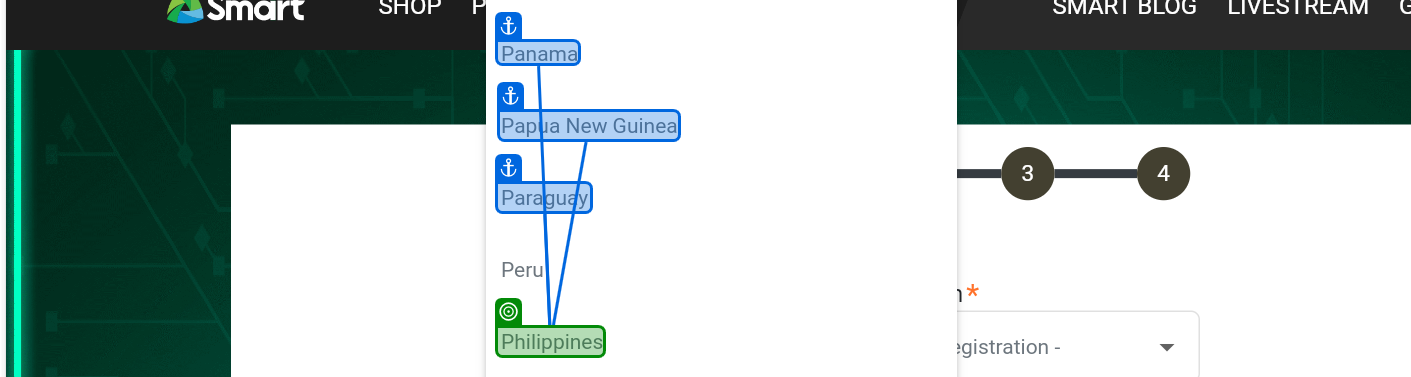 Smart SHOP P SMART BLOG LIVESTREAM G
Panama
Papua New Guinea
3 4
Paraguay
Peru
n*
Philippines
egistration -